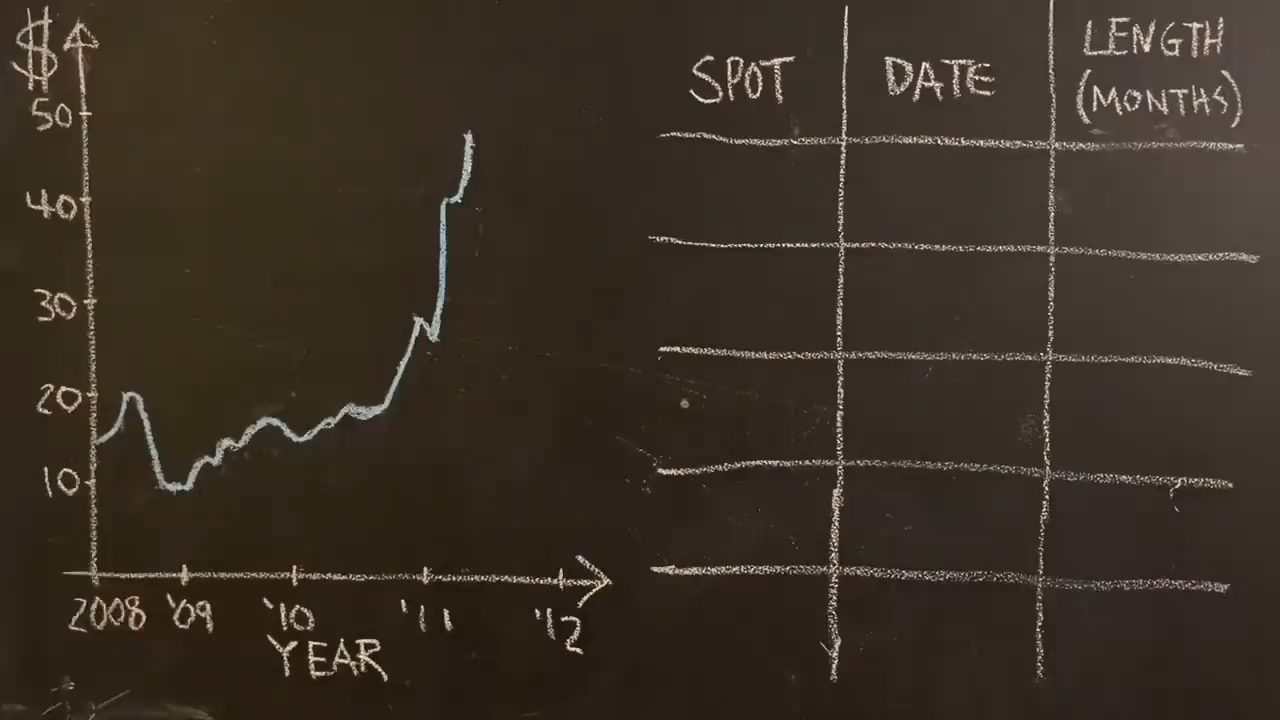 $
50
40
30
20
10
2008 '09 '10 '11 '12
YEAR
SPOT DATE LENGTH
(MONTHS)